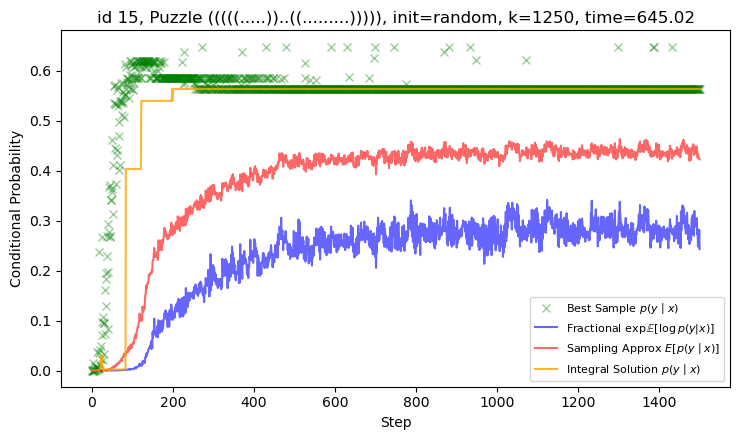 id 15, Puzzle (((((.....))..((.........))))), init=random, k=1250, time=645.02
Conditional Probability
0.6
0.5
0.4
0.3
0.2
0.1
0.0
Best Sample p(y | x)
Fractional exp𝔼[log p(y|x)]
Sampling Approx E[p(y | x)]
Integral Solution p(y | x)
0 200 400 600 800 1000 1200 1400
Step